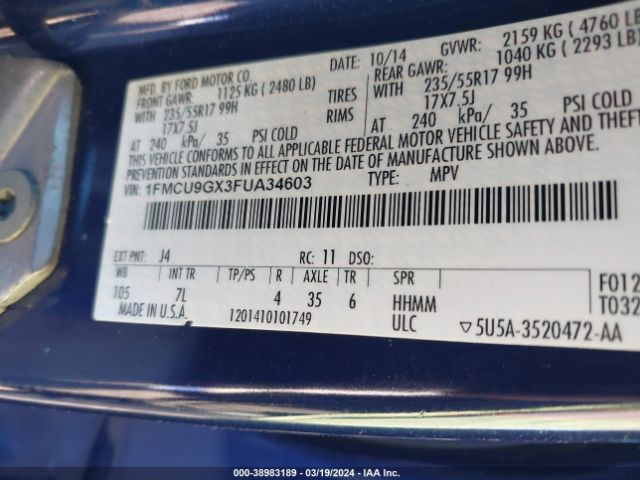 MFD. BY FORD MOTOR CO.
DATE: 10/14 GVWR: 2159 KG ( 4760 LB
FRONT GAWR: 1125 KG ( 2480 LB) REAR GAWR: 1040 KG ( 2293 LB)
WITH 235/55R17 99H TIRES WITH 235/55R17 99H
17X7.5J RIMS 17X7.5J
AT 240 kPa/ 35 PSI COLD AT 240 kPa/ 35 PSI COLD
THIS VEHICLE CONFORMS TO ALL APPLICABLE FEDERAL MOTOR VEHICLE SAFETY AND THEFT
PREVENTION STANDARDS IN EFFECT ON THE DATE OF MANUFACTURE SHOWN ABOVE.
VIN: 1FMCU9GX3FUA34603 TYPE: MPV
EXT PNT: J4 RC: 11 DSO:
WB INT TR TP/PS R AXLE TR SPR
105 7L 4 35 6 HHMM
F012
T032
MADE IN U.S.A. 1201410101749 ULC ▽5U5A-3520472-AA
000-38983189 - 03/19/2024 - IAA Inc.